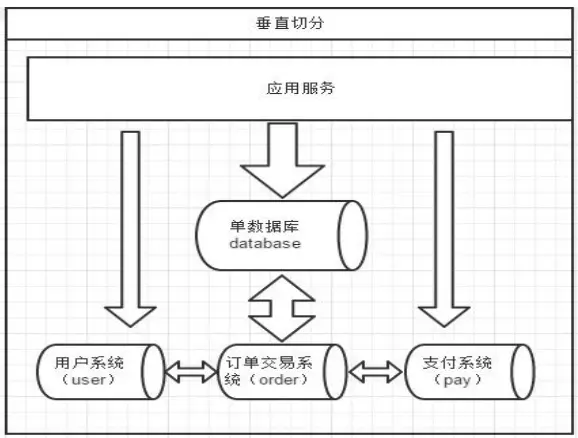 垂直切分
应用服务
单数据库
database
用户系统
（user）
订单交易系
统（order）
支付系统
（pay）